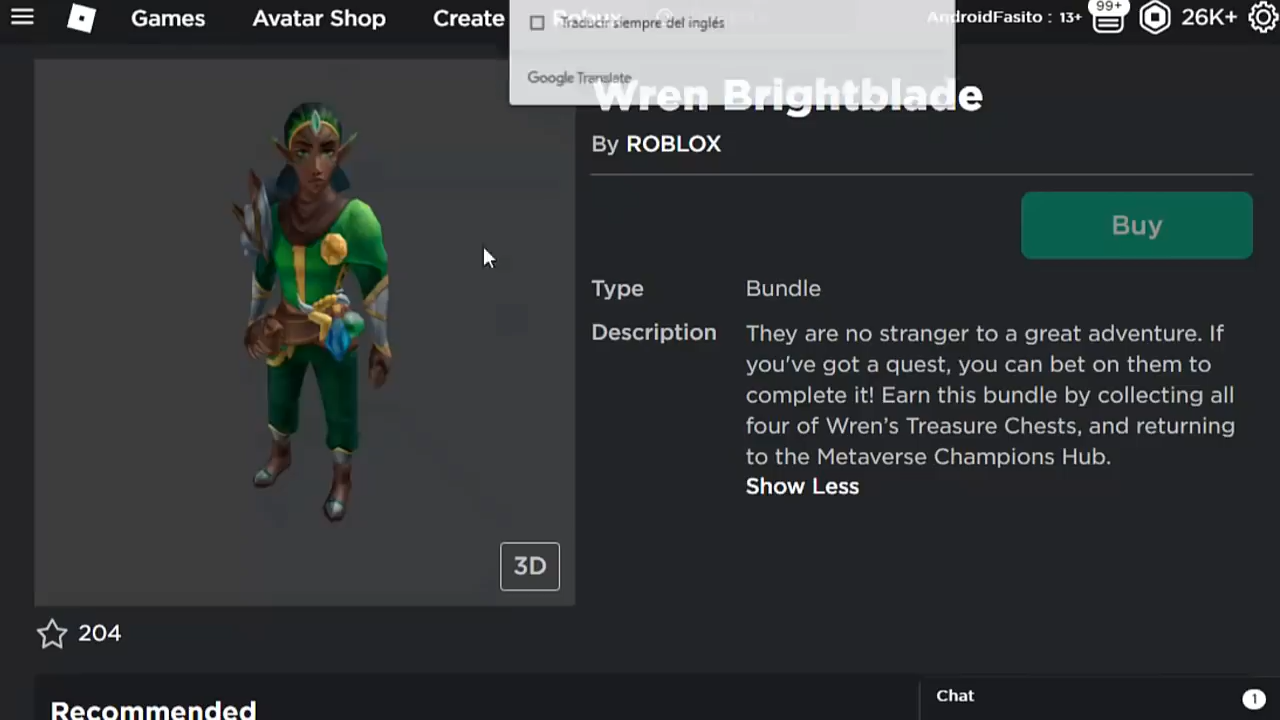 Games Avatar Shop Create Robux AndroidFasito : 13+ 99+ 26K+
Traducir siempre del inglés
Google Translate
Wren Brightblade
By ROBLOX
Buy
Type Bundle
Description They are no stranger to a great adventure. If
you've got a quest, you can bet on them to
complete it! Earn this bundle by collecting all
four of Wren's Treasure Chests, and returning
to the Metaverse Champions Hub.
Show Less
3D
204
Recommended
Chat 1